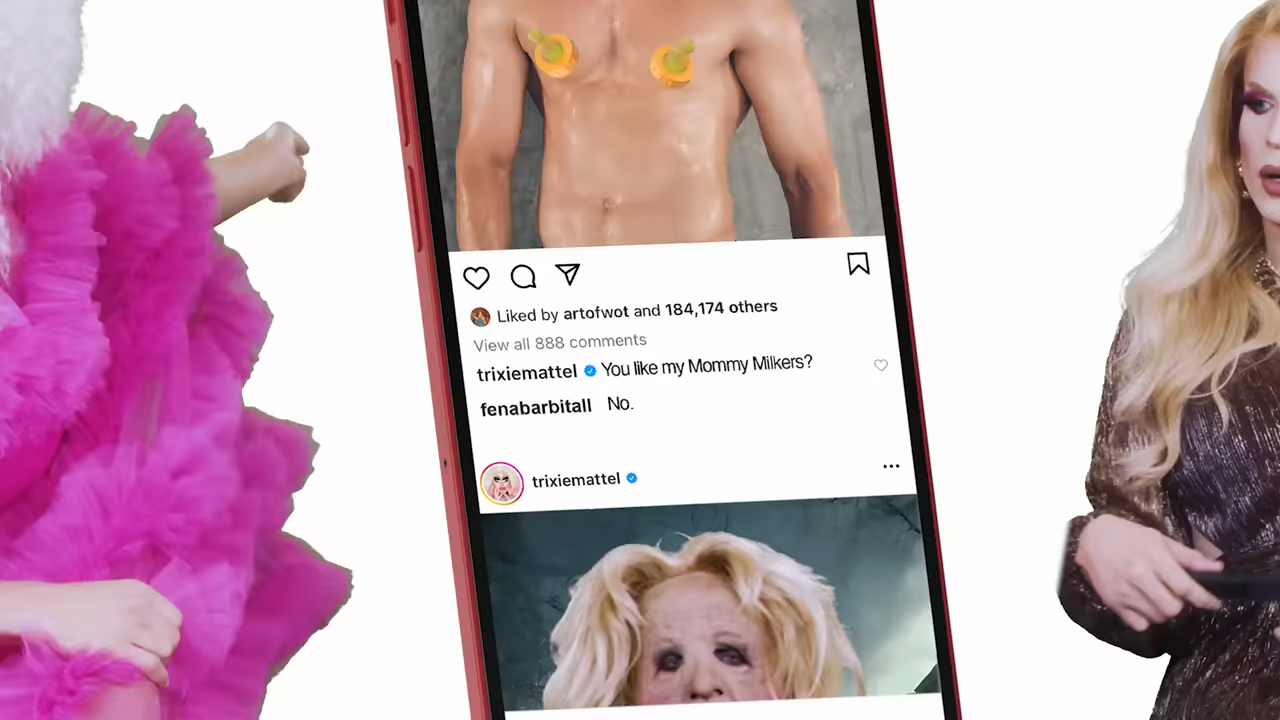 Liked by artofwot and 184,174 others
View all 888 comments
trixiemattel You like my Mommy Milkers?
fenabarbitall No.
trixiemattel